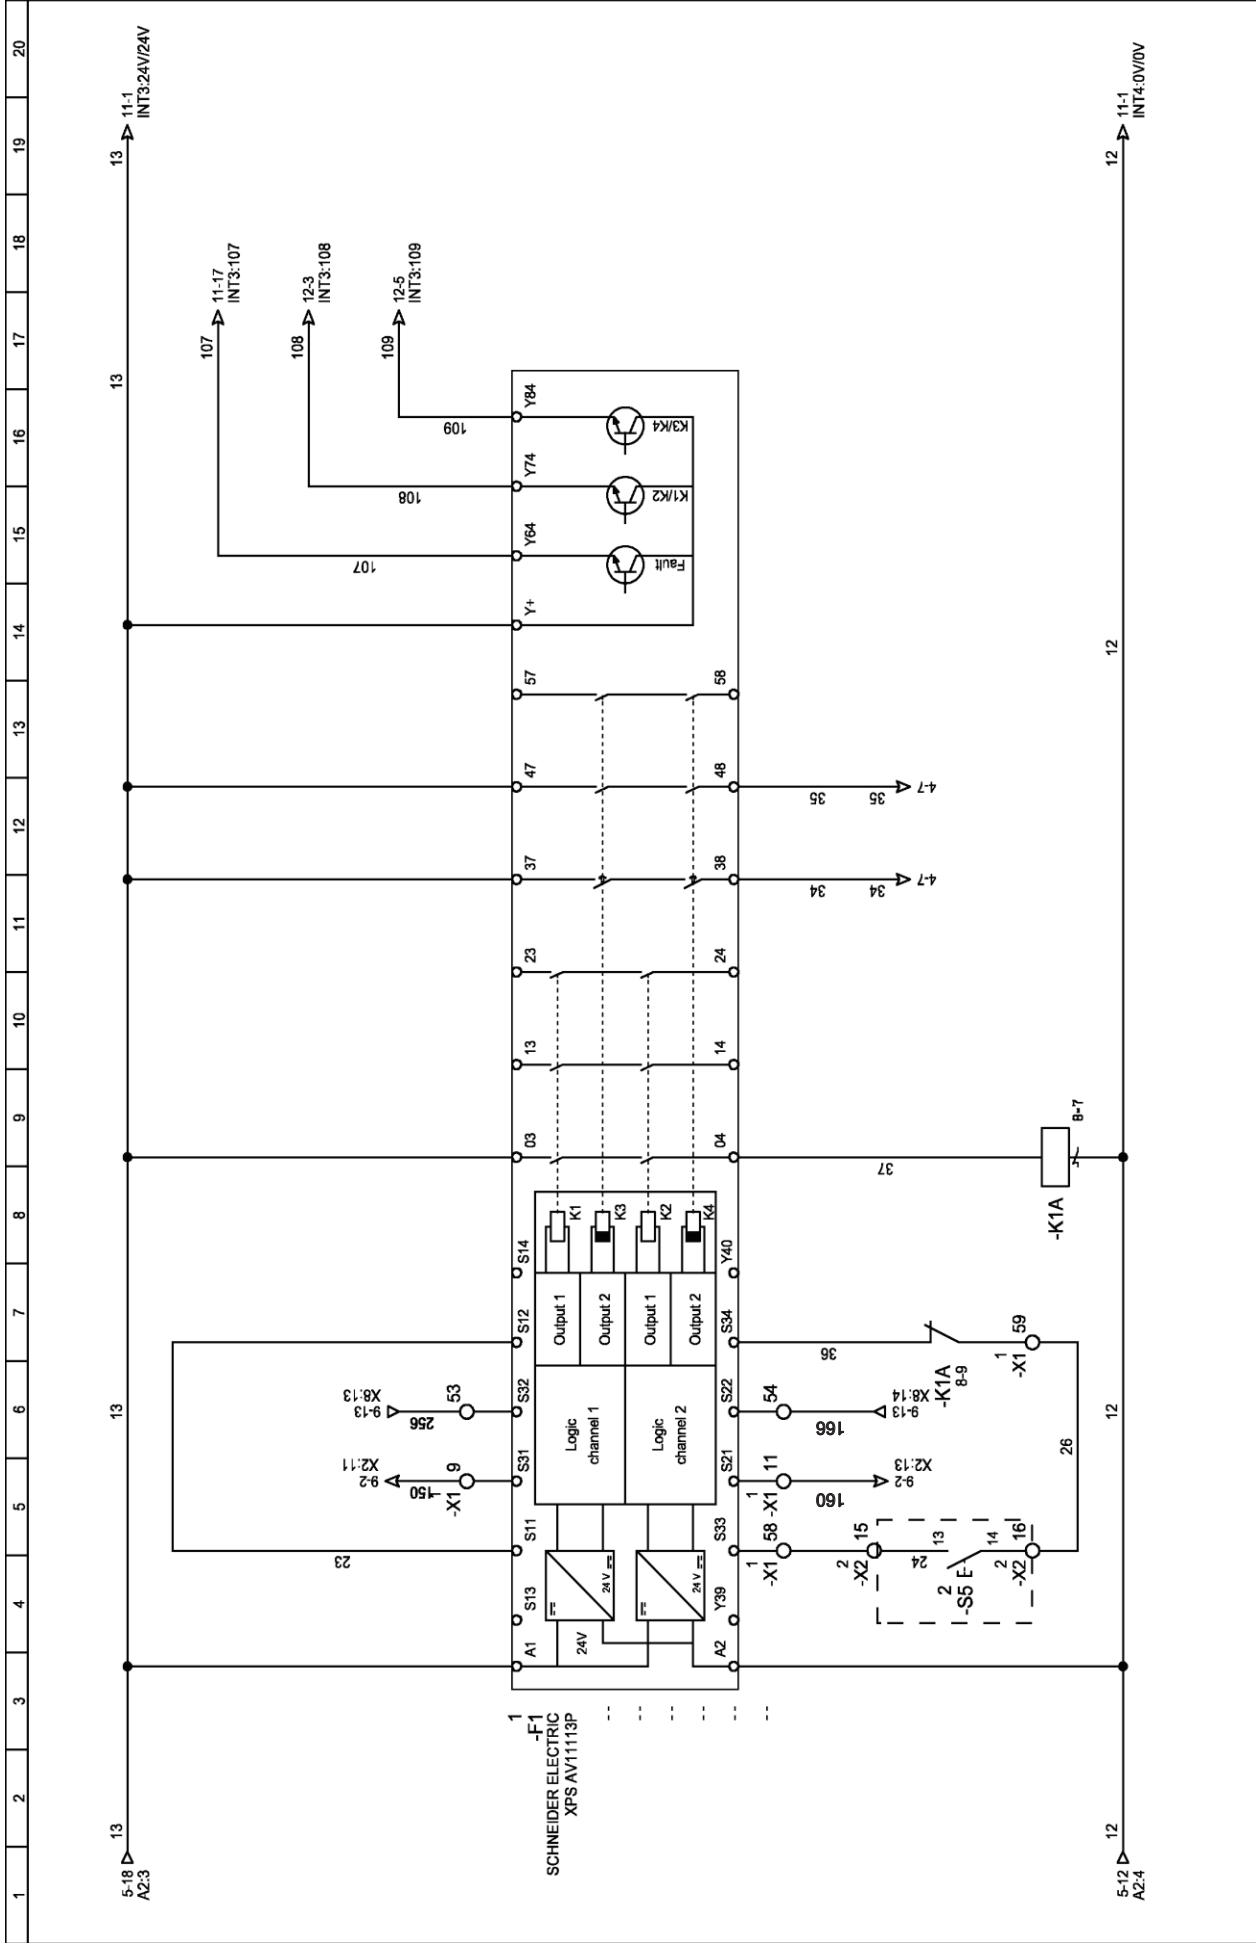 1
2
3
4
5
6
7
8
9
10
11
12
13
14
15
16
17
18
19
20
5-18
A2:3
13
13
13
13
11-1
INT3:24V/24V
107
11-17
INT3:107
108
12-3
INT3:108
109
12-5
INT3:109
23
107
108
109
9-2
X2:11
150
1
-X1
9
9-13
X8:13
256
53
1
-F1
SCHNEIDER ELECTRIC
XPS AV11113P
--
--
--
--
--
--
A1
S13
S11
S31
S32
S12
S14
03
13
23
37
47
57
Y+
Y64
Y74
Y84
24V
24 V
24 V
Logic
channel 1
Logic
channel 2
Output 1
Output 2
Output 1
Output 2
K1
K3
K2
K4
Fault
K1/K2
K3/K4
A2
Y39
S33
S21
S22
S34
Y40
04
14
24
38
48
58
1
-X1
58
1
-X1
11
54
160
9-2
X2:13
166
9-13
X8:14
36
37
34
34
4-7
35
35
4-7
2
-X2
15
24
13
14
2
-S5
E
2
-X2
16
26
-K1A
8-9
1
-X1
59
-K1A
8-7
5-12
A2:4
12
12
12
12
11-1
INT4:0V/0V